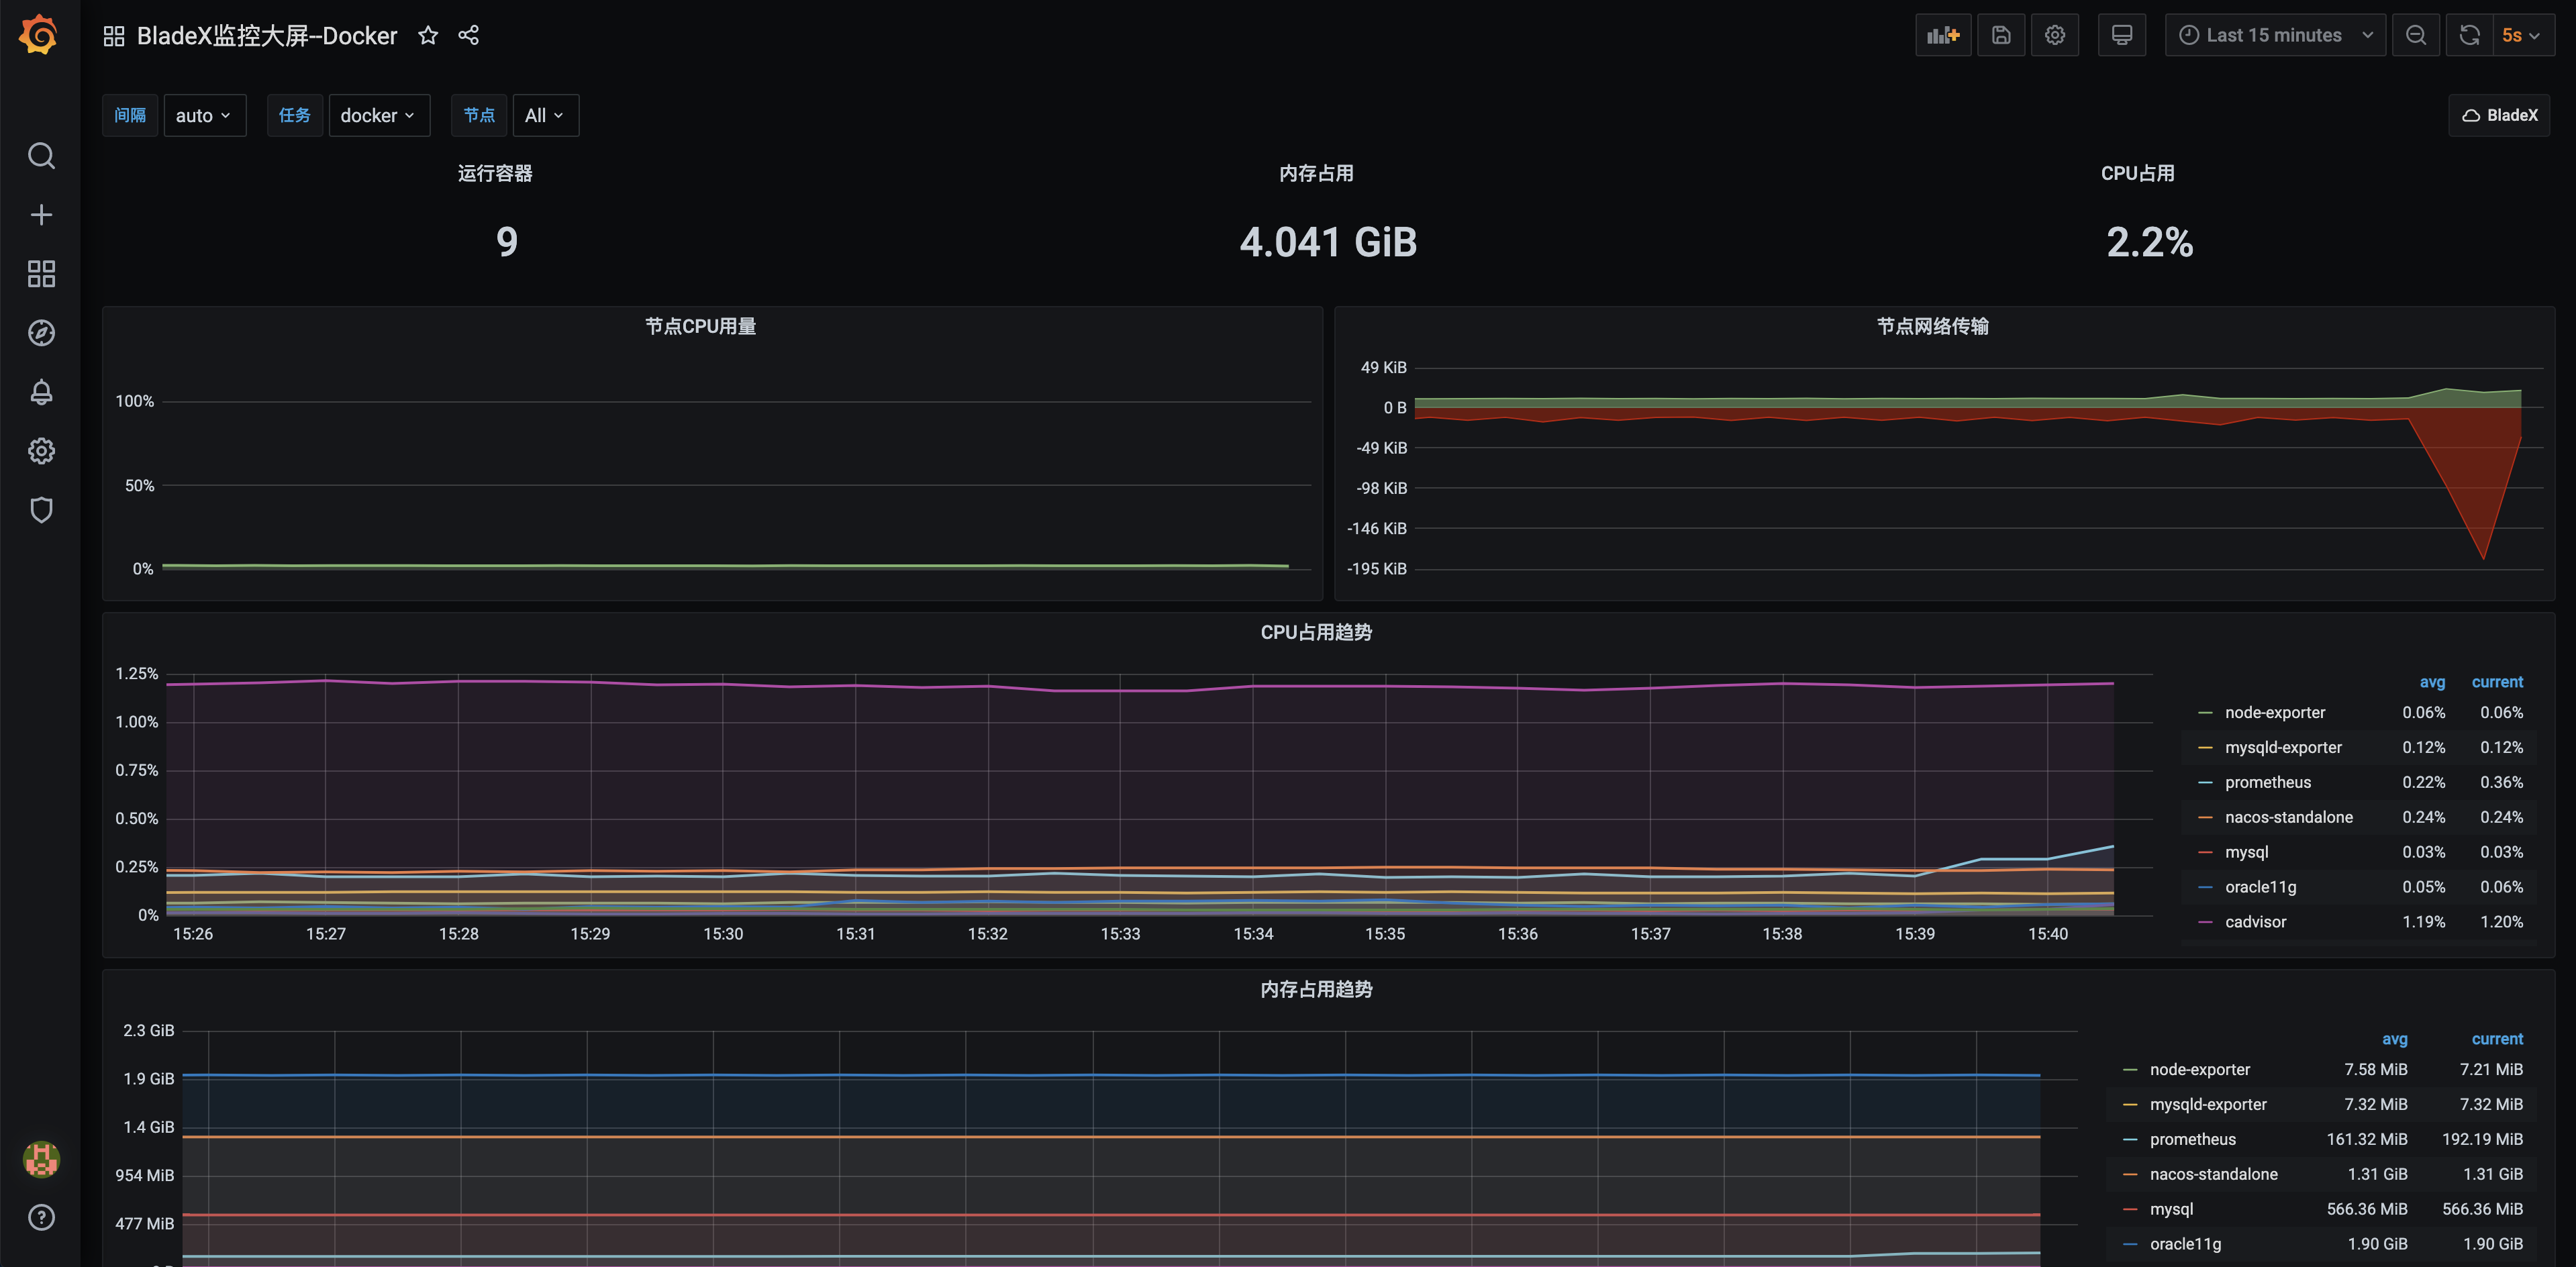 BladeX监控大屏--Docker
Last 15 minutes
5s
间隔 auto 任务 docker 节点 All
BladeX
运行容器
9
内存占用
4.041 GiB
CPU占用
2.2%
节点CPU用量
100%
50%
0%
节点网络传输
49 KiB
0 B
-49 KiB
-98 KiB
-146 KiB
-195 KiB
CPU占用趋势
1.25%
1.00%
0.75%
0.50%
0.25%
0%
15:26 15:27 15:28 15:29 15:30 15:31 15:32 15:33 15:34 15:35 15:36 15:37 15:38 15:39 15:40
avg current
node-exporter 0.06% 0.06%
mysqld-exporter 0.12% 0.12%
prometheus 0.22% 0.36%
nacos-standalone 0.24% 0.24%
mysql 0.03% 0.03%
oracle11g 0.05% 0.06%
cadvisor 1.19% 1.20%
内存占用趋势
2.3 GiB
1.9 GiB
1.4 GiB
954 MiB
477 MiB
avg current
node-exporter 7.58 MiB 7.21 MiB
mysqld-exporter 7.32 MiB 7.32 MiB
prometheus 161.32 MiB 192.19 MiB
nacos-standalone 1.31 GiB 1.31 GiB
mysql 566.36 MiB 566.36 MiB
oracle11g 1.90 GiB 1.90 GiB